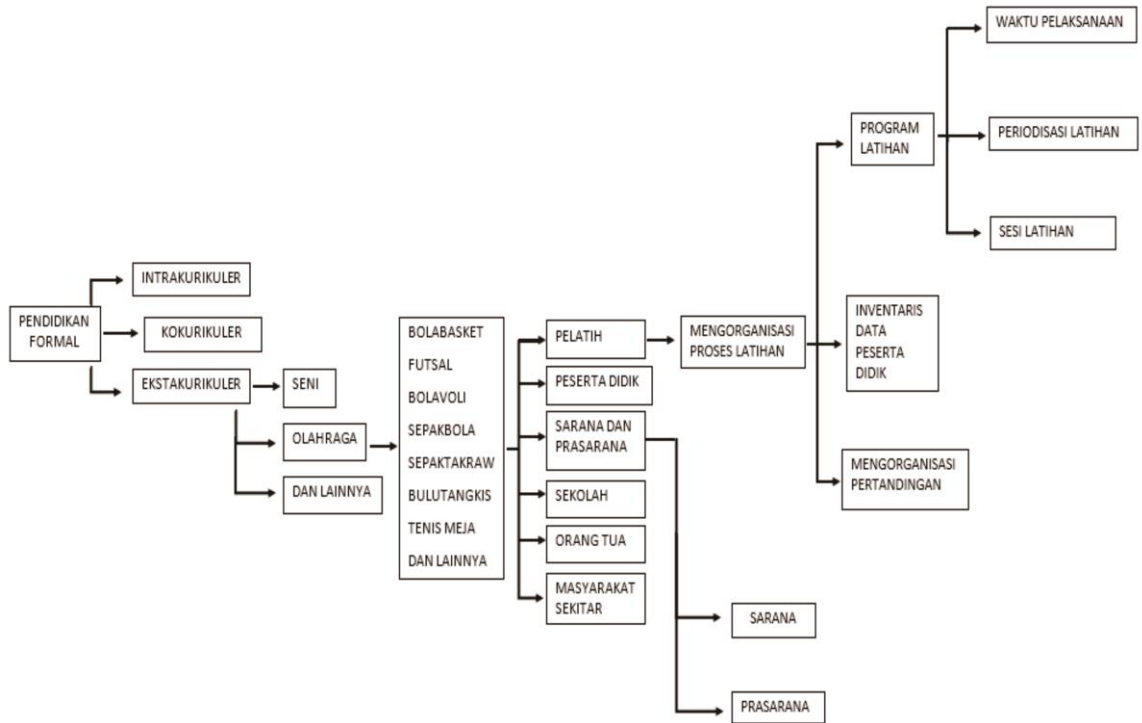 PENDIDIKAN
FORMAL
INTRAKURIKULER
KOKURIKULER
EKSTAKURIKULER
SENI
OLAHRAGA
DAN LAINNYA
BOLABASKET
FUTSAL
BOLAVOLI
SEPAKBOLA
SEPAKTAKRAW
BULUTANGKIS
TENIS MEJA
DAN LAINNYA
PELATIH
PESERTA DIDIK
SARANA DAN
PRASARANA
SEKOLAH
ORANG TUA
MASYARAKAT
SEKITAR
MENGORGANISASI
PROSES LATIHAN
PROGRAM
LATIHAN
INVENTARIS
DATA
PESERTA
DIDIK
MENGORGANISASI
PERTANDINGAN
WAKTU PELAKSANAAN
PERIODISASI LATIHAN
SESI LATIHAN
SARANA
PRASARANA